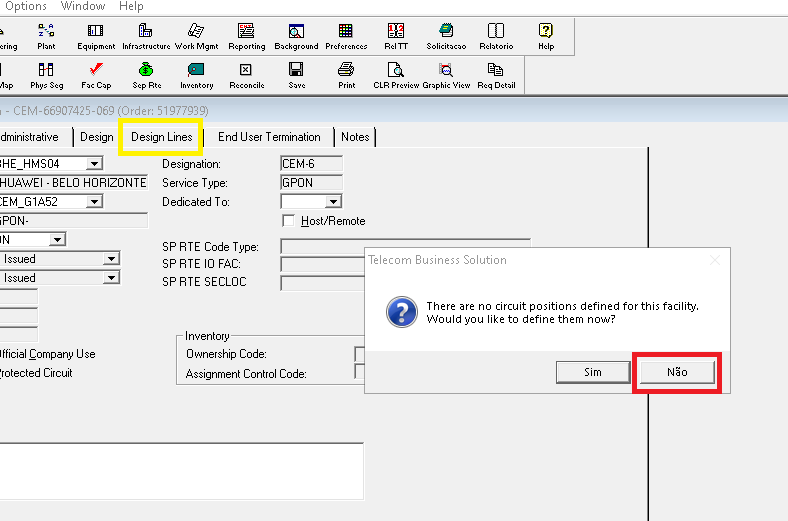 Options Window Help
ering Plant Equipment Infrastructure Work Mgmt Reporting Background Preferences Rel TT Solicitacao Relatorio Help
Map Phys Seg Fac Cap Sep Rte Inventory Reconcile Save Print CLR Preview Graphic View Req Detail
- CEM-66907425-069 (Order: 51977939)
dministrative Design Design Lines End User Termination Notes
BHE_HMS04 Designation: CEM-6
HUAWEI - BELO HORIZONTE Service Type: GPON
CEM_G1A52 Dedicated To:
GPON- Host/Remote
ON SP RTE Code Type:
Issued SP RTE IO FAC:
Issued SP RTE SECLOC
Telecom Business Solution
There are no circuit positions defined for this facility.
Would you like to define them now?
Sim Não
Inventory
Official Company Use Ownership Code:
Protected Circuit Assignment Control Code: